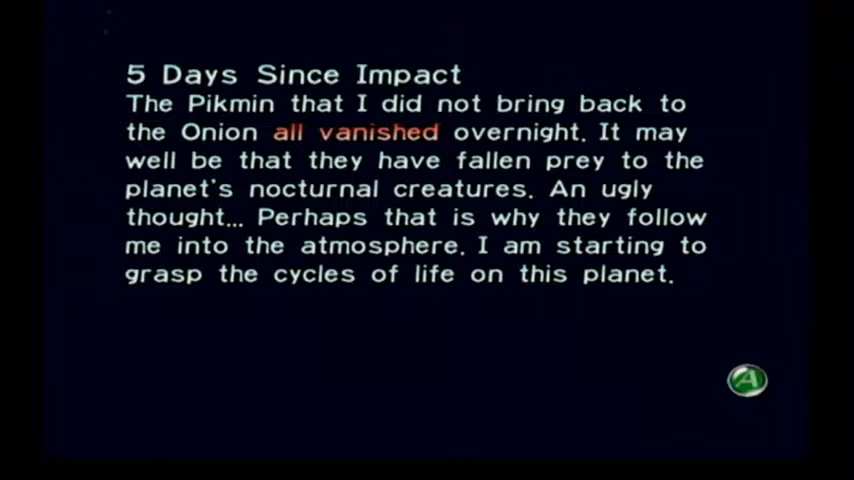 5 Days Since Impact
The Pikmin that I did not bring back to
the Onion all vanished overnight. It may
well be that they have fallen prey to the
planet's nocturnal creatures. An ugly
thought... Perhaps that is why they follow
me into the atmosphere. I am starting to
grasp the cycles of life on this planet.
A